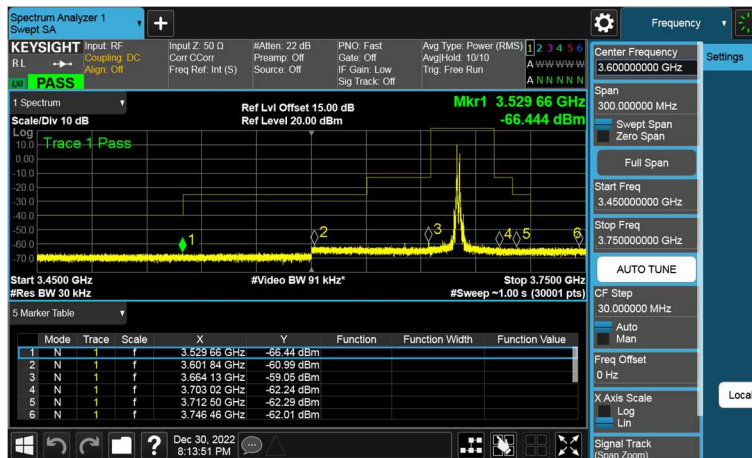 Spectrum Analyzer 1
Swept SA
Frequency
KEYSIGHT
RL
LXI
PASS
Input: RF
Coupling: DC
Align: Off
Input Z: 50 Ω
Corr CCorr
Freq Ref: Int (S)
#Atten: 22 dB
Preamp: Off
Source: Off
PNO: Fast
Gate: Off
IF Gain: Low
Sig Track: Off
Avg Type: Power (RMS)
Avg|Hold: 10/10
Trig: Free Run
1 2 3 4 5 6
A W W W W W
A N N N N N
1 Spectrum
Scale/Div 10 dB
Ref Lvl Offset 15.00 dB
Ref Level 20.00 dBm
Mkr1 3.529 66 GHz
-66.444 dBm
Log
Trace 1 Pass
10.0
0.00
-10.0
-20.0
-30.0
-40.0
-50.0
-60.0
-70.0
1
2
3
4
5
6
Start 3.4500 GHz
#Res BW 30 kHz
#Video BW 91 kHz*
Stop 3.7500 GHz
#Sweep ~1.00 s (30001 pts)
5 Marker Table
Mode Trace Scale X Y Function Function Width Function Value
1 N 1 f 3.529 66 GHz -66.44 dBm
2 N 1 f 3.601 84 GHz -60.99 dBm
3 N 1 f 3.664 13 GHz -59.05 dBm
4 N 1 f 3.703 02 GHz -62.24 dBm
5 N 1 f 3.712 50 GHz -62.29 dBm
6 N 1 f 3.746 46 GHz -62.01 dBm
Dec 30, 2022
8:13:51 PM
Center Frequency
3.600000000 GHz
Span
300.000000 MHz
Swept Span
Zero Span
Full Span
Start Freq
3.450000000 GHz
Stop Freq
3.750000000 GHz
AUTO TUNE
CF Step
30.000000 MHz
Auto
Man
Freq Offset
0 Hz
X Axis Scale
Log
Lin
Signal Track
(Span Zoom)
Settings
Local